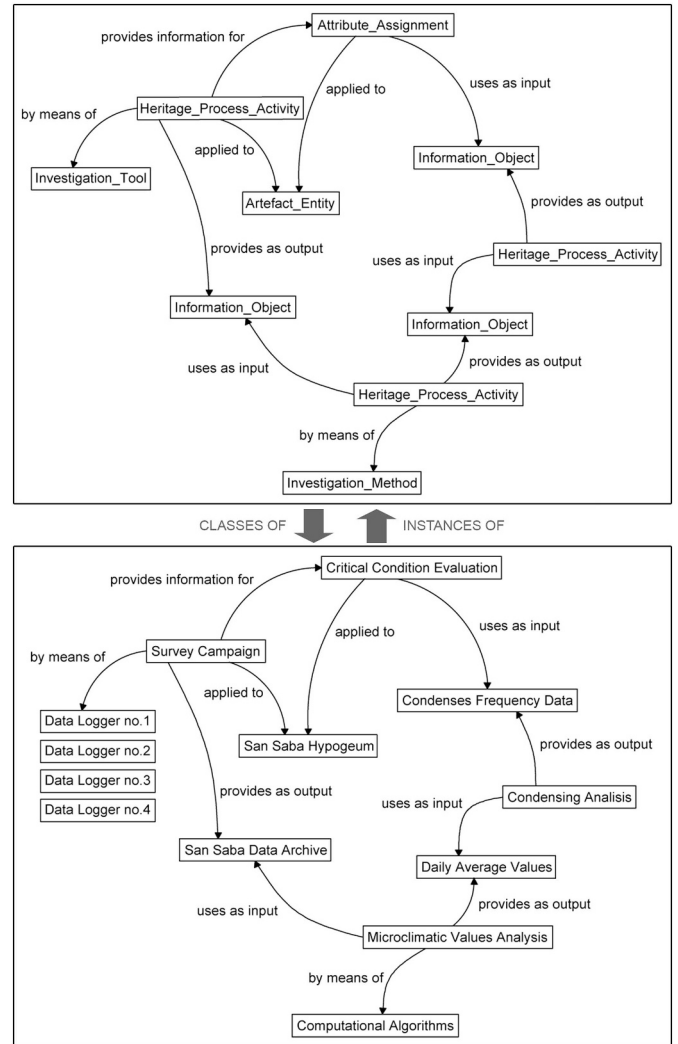 Attribute_Assignment
provides information for
uses as input
applied to
by means of
Heritage_Process_Activity
Information_Object
applied to
Investigation_Tool
Artefact_Entity
provides as output
provides as output
Heritage_Process_Activity
uses as input
Information_Object
Information_Object
provides as output
uses as input
Heritage_Process_Activity
by means of
Investigation_Method
CLASSES OF
INSTANCES OF
Critical Condition Evaluation
provides information for
uses as input
applied to
by means of
Survey Campaign
applied to
Condenses Frequency Data
Data Logger no.1
San Saba Hypogeum
Data Logger no.2
provides as output
Data Logger no.3
provides as output
Condensing Analisis
Data Logger no.4
uses as input
San Saba Data Archive
Daily Average Values
provides as output
uses as input
Microclimatic Values Analysis
by means of
Computational Algorithms